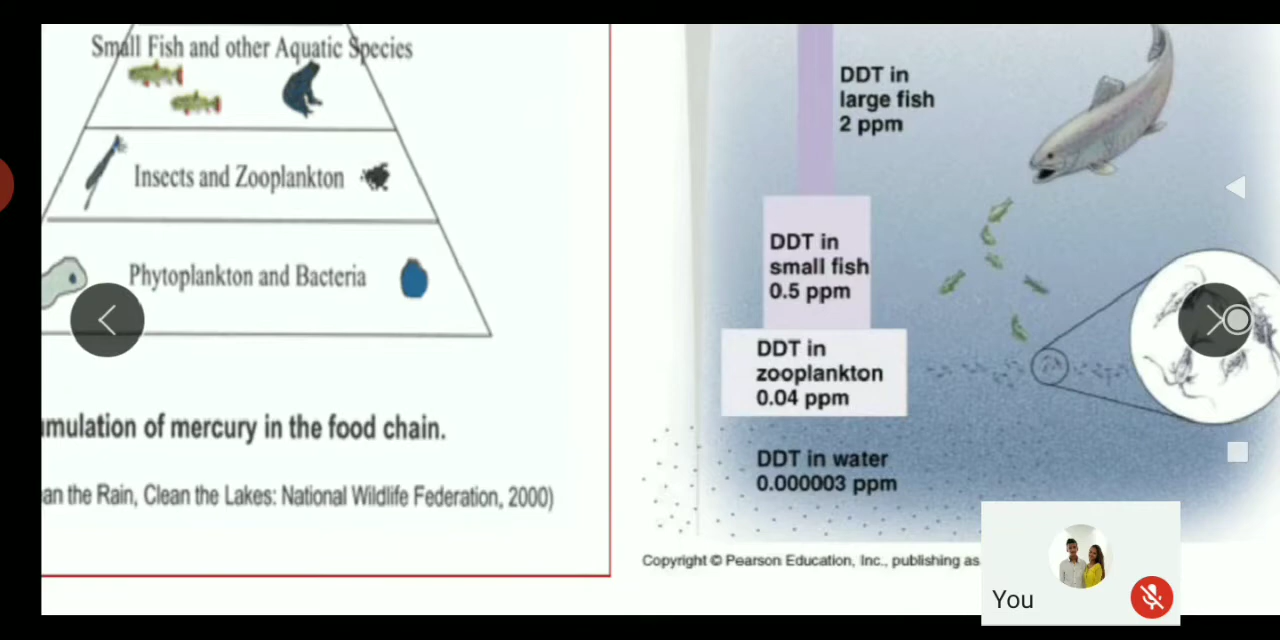 Small Fish and other Aquatic Species
Insects and Zooplankton
Phytoplankton and Bacteria
umulation of mercury in the food chain.
an the Rain, Clean the Lakes: National Wildlife Federation, 2000)
DDT in
large fish
2 ppm
DDT in
small fish
0.5 ppm
DDT in
zooplankton
0.04 ppm
DDT in water
0.000003 ppm
Copyright © Pearson Education, Inc., publishing as
You